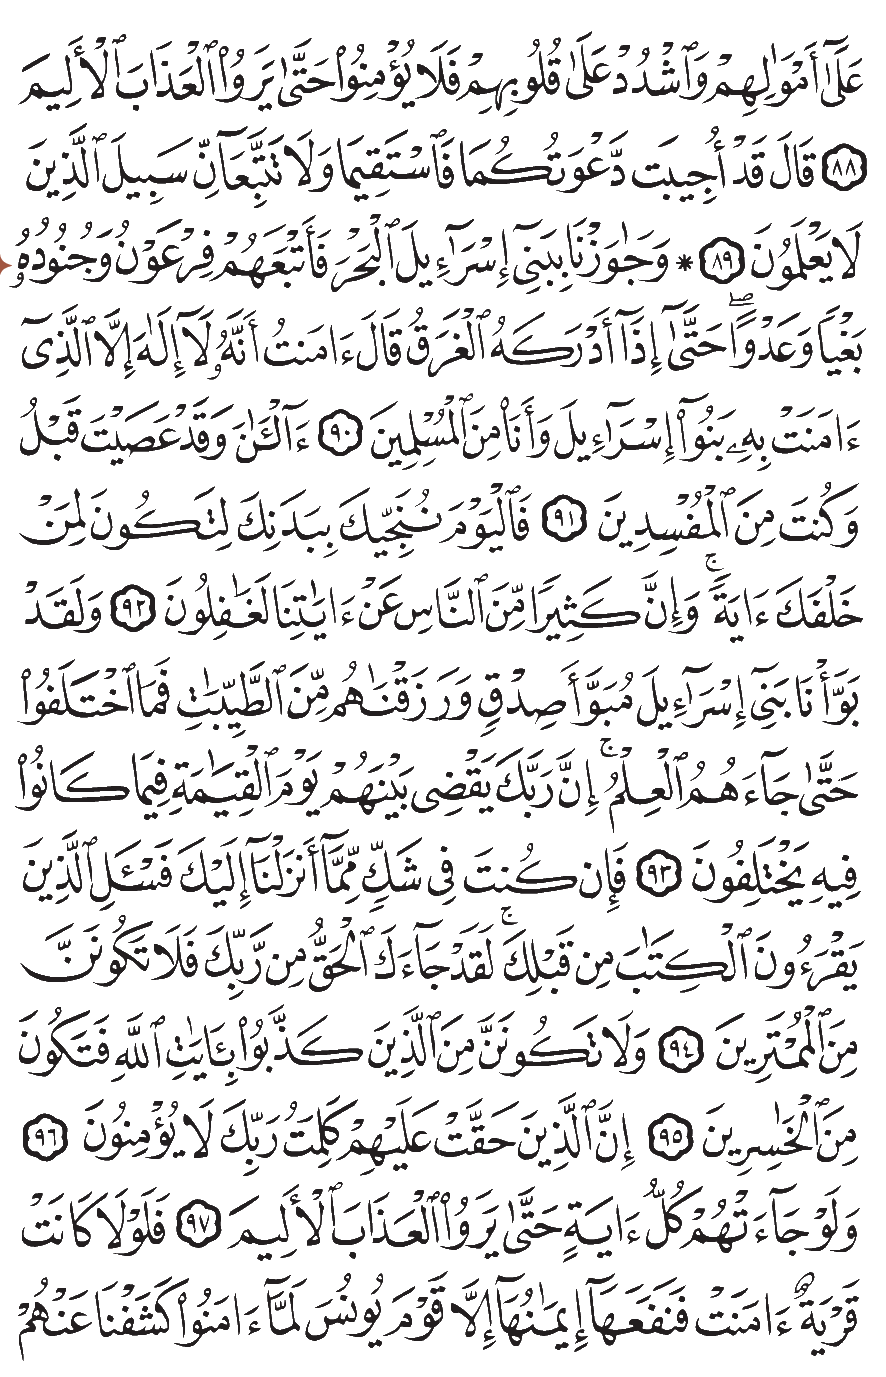 عَلَىٰٓ أَمْوَٰلِهِمْ وَٱشْدُدْ عَلَىٰ قُلُوبِهِمْ فَلَا يُؤْمِنُوا۟ حَتَّىٰ يَرَوُا۟ ٱلْعَذَابَ ٱلْأَلِيمَ
٨٨ قَالَ قَدْ أُجِيبَت دَّعْوَتُكُمَا فَٱسْتَقِيمَا وَلَا تَتَّبِعَآنِّ سَبِيلَ ٱلَّذِينَ
لَا يَعْلَمُونَ ٨٩ * وَجَٰوَزْنَا بِبَنِىٓ إِسْرَٰٓءِيلَ ٱلْبَحْرَ فَأَتْبَعَهُمْ فِرْعَوْنُ وَجُنُودُهُۥ
بَغْيًا وَعَدْوًا ۖ حَتَّىٰٓ إِذَآ أَدْرَكَهُ ٱلْغَرَقُ قَالَ ءَامَنتُ أَنَّهُۥ لَآ إِلَٰهَ إِلَّا ٱلَّذِىٓ
ءَامَنَتْ بِهِۦ بَنُوٓا۟ إِسْرَٰٓءِيلَ وَأَنَا۠ مِنَ ٱلْمُسْلِمِينَ ٩٠ ءَآلْـَٰٔنَ وَقَدْ عَصَيْتَ قَبْلُ
وَكُنتَ مِنَ ٱلْمُفْسِدِينَ ٩١ فَٱلْيَوْمَ نُنَجِّيكَ بِبَدَنِكَ لِتَكُونَ لِمَنْ
خَلْفَكَ ءَايَةً ۚ وَإِنَّ كَثِيرًا مِّنَ ٱلنَّاسِ عَنْ ءَايَٰتِنَا لَغَٰفِلُونَ ٩٢ وَلَقَدْ
بَوَّأْنَا بَنِىٓ إِسْرَٰٓءِيلَ مُبَوَّأَ صِدْقٍ وَرَزَقْنَٰهُم مِّنَ ٱلطَّيِّبَٰتِ فَمَا ٱخْتَلَفُوا۟
حَتَّىٰ جَآءَهُمُ ٱلْعِلْمُ ۚ إِنَّ رَبَّكَ يَقْضِى بَيْنَهُمْ يَوْمَ ٱلْقِيَٰمَةِ فِيمَا كَانُوا۟
فِيهِ يَخْتَلِفُونَ ٩٣ فَإِن كُنتَ فِى شَكٍّ مِّمَّآ أَنزَلْنَآ إِلَيْكَ فَسْـَٔلِ ٱلَّذِينَ
يَقْرَءُونَ ٱلْكِتَٰبَ مِن قَبْلِكَ ۚ لَقَدْ جَآءَكَ ٱلْحَقُّ مِن رَّبِّكَ فَلَا تَكُونَنَّ
مِنَ ٱلْمُمْتَرِينَ ٩٤ وَلَا تَكُونَنَّ مِنَ ٱلَّذِينَ كَذَّبُوا۟ بِـَٔايَٰتِ ٱللَّهِ فَتَكُونَ
مِنَ ٱلْخَٰسِرِينَ ٩٥ إِنَّ ٱلَّذِينَ حَقَّتْ عَلَيْهِمْ كَلِمَتُ رَبِّكَ لَا يُؤْمِنُونَ ٩٦
وَلَوْ جَآءَتْهُمْ كُلُّ ءَايَةٍ حَتَّىٰ يَرَوُا۟ ٱلْعَذَابَ ٱلْأَلِيمَ ٩٧ فَلَوْلَا كَانَتْ
قَرْيَةٌ ءَامَنَتْ فَنَفَعَهَآ إِيمَٰنُهَآ إِلَّا قَوْمَ يُونُسَ لَمَّآ ءَامَنُوا۟ كَشَفْنَا عَنْهُمْ